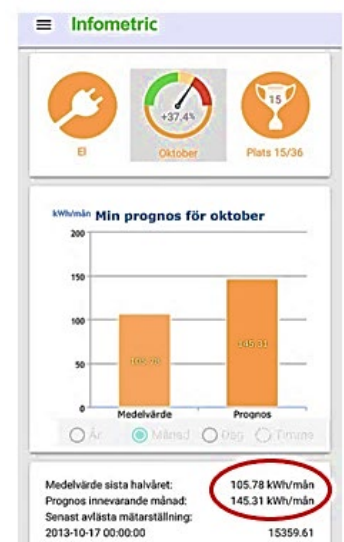 Infometric
15
+37.4%
El
Oktober
Plats 15/36
kWh/mån Min prognos för oktober
200
150
100
50
0
105.78
145.31
Medelvärde
Prognos
År Månad Dag Timme
Medelvärde sista halvåret: 105.78 kWh/mån
Prognos innevarande månad: 145.31 kWh/mån
Senast avlästa mätarställning:
2013-10-17 00:00:00 15359.61